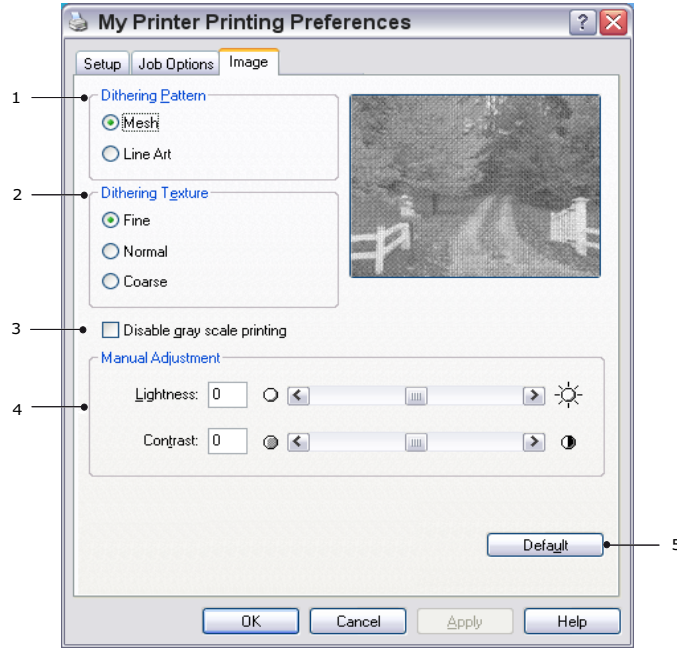 My Printer Printing Preferences
?
Setup Job Options Image
1
Dithering Pattern
Mesh
Line Art
2
Dithering Texture
Fine
Normal
Coarse
3
Disable gray scale printing
Manual Adjustment
4
Lightness: 0
Contrast: 0
Default
5
OK Cancel Apply Help